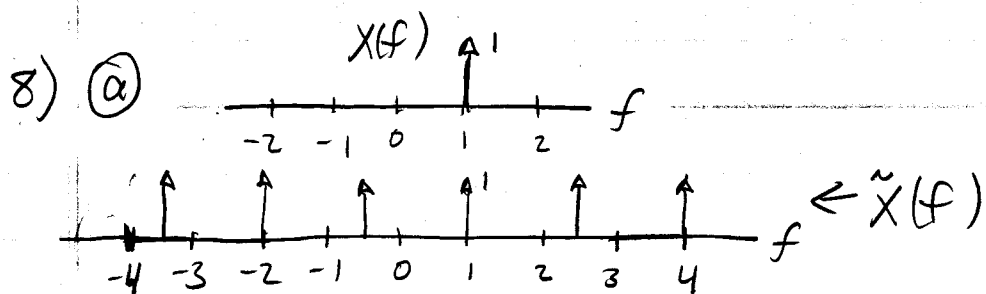 X(f) 1
8) (a) f
-2 -1 0 1 2
1 ← X̃(f)
f
-4 -3 -2 -1 0 1 2 3 4